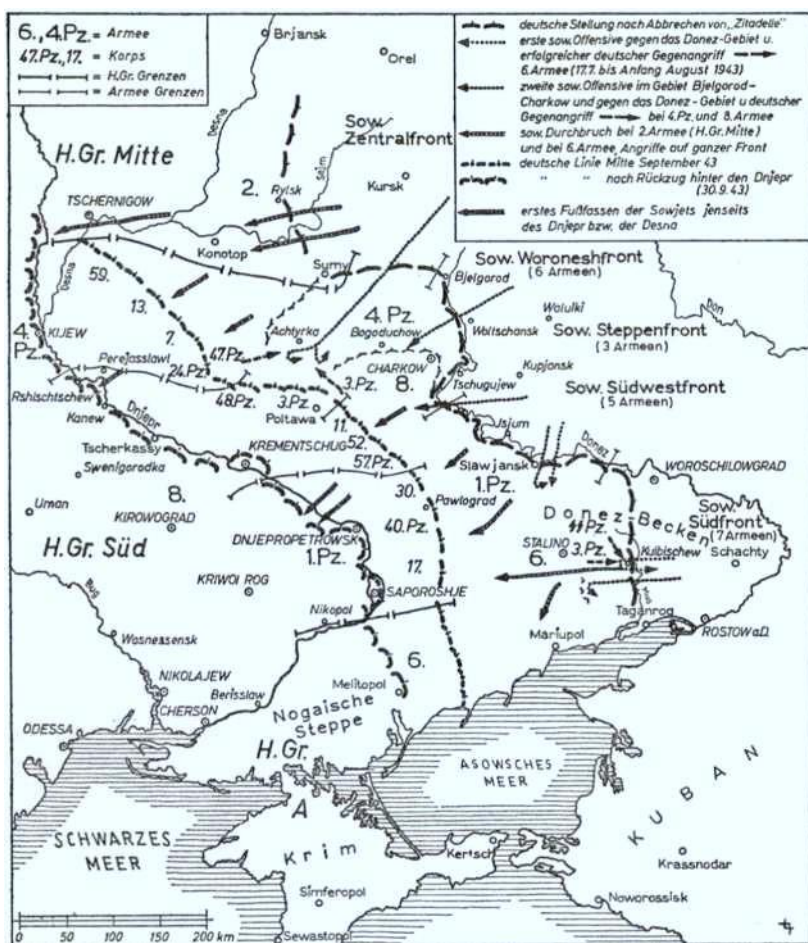 6., 4.Pz. = Armee
47.Pz., 17. = Korps
H.Gr. Grenzen
Armee Grenzen
deutsche Stellung nach Abbrechen von „Zitadelle"
erste sow. Offensive gegen das Donez-Gebiet u.
erfolgreicher deutscher Gegenangriff
6. Armee (17.7. bis Anfang August 1943)
zweite sow. Offensive im Gebiet Bjelgorod-
Charkow und gegen das Donez-Gebiet u deutscher
Gegenangriff bei 4.Pz. und 8. Armee
sow. Durchbruch bei 2. Armee (H.Gr. Mitte)
und bei 6. Armee, Angriffe auf ganzer Front
deutsche Linie Mitte September 43
" " nach Rückzug hinter den Dnjepr
(30.9.43)
erstes Fußfassen der Sowjets jenseits
des Dnjepr bzw. der Desna
Brjansk
Orel
Desna
Sow.
Zentralfront
H.Gr. Mitte
2.
Rylsk
Sejm
Kursk
TSCHERNIGOW
Konotop
Sumy
Sow. Woroneshfront
(6 Armeen)
Bjelgorod
Don
59.
Desna
13.
4.Pz.
Walulki
Woltschansk
Sow. Steppenfront
(3 Armeen)
Achtyrka
Bogoduchow
KIJEW
4.
Pz.
7.
47.Pz.
CHARKOW
Perejasslawl
24.Pz.
3.Pz.
8.
Tschugujew
Kupjansk
Sow. Südwestfront
(5 Armeen)
Rshischtschew
48.Pz.
3.Pz.
Kanew
Dnjepr
Poltawa
11.
Isjum
Donez
Tscherkassy
Swenigorodka
KREMENTSCHUG
52.
57.Pz.
Slawjansk
1.Pz.
WOROSCHILOWGRAD
Uman
8.
30.
Pawlograd
Sow.
Südfront
(7 Armeen)
KIROWOGRAD
Donez-Becken
DNJEPROPETROWSK
40.Pz.
Pz.
STALINO
3.Pz.
Kuibischew
Schachty
H.Gr. Süd
1.Pz.
6.
17.
KRIWOI ROG
SAPOROSHJE
Bug
Nikopol
Mius
Taganrog
Mariupol
ROSTOW a.D.
Wosnessensk
6.
NIKOLAJEW
Melitopol
Berisslaw
CHERSON
Nogaische
Steppe
ODESSA
H.Gr.
A
ASOWSCHES
MEER
KUBAN
SCHWARZES
MEER
Krim
Kertsch
Krassnodar
Simferopol
Noworossisk
Sewastopol
0 50 100 150 200 km